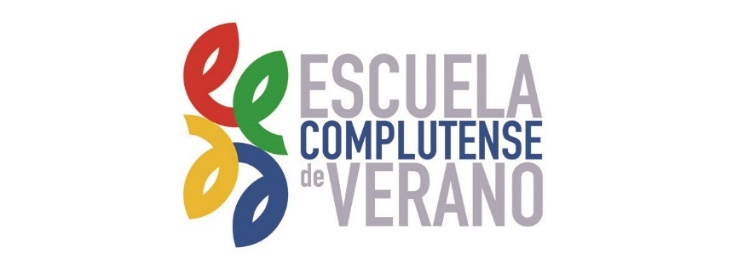 ESCUELA
COMPLUTENSE
de VERANO